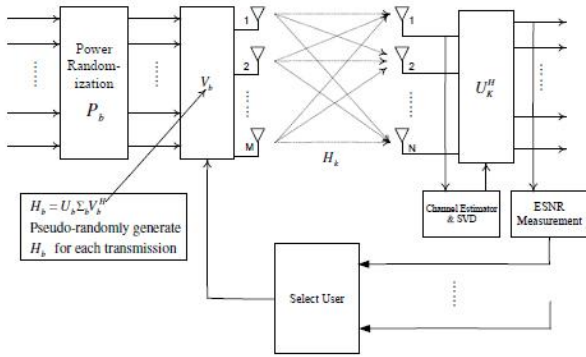 Power
Random-
ization
P_b
V_b
1
2
M
H_k
1
2
N
U_K^H
H_b = U_b Σ_b V_b^H
Pseudo-randomly generate
H_b for each transmission
Channel Estimator
& SVD
ESNR
Measurement
Select User